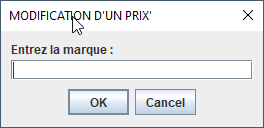 MODIFICATION D'UN PRIX'
Entrez la marque :
OK
Cancel